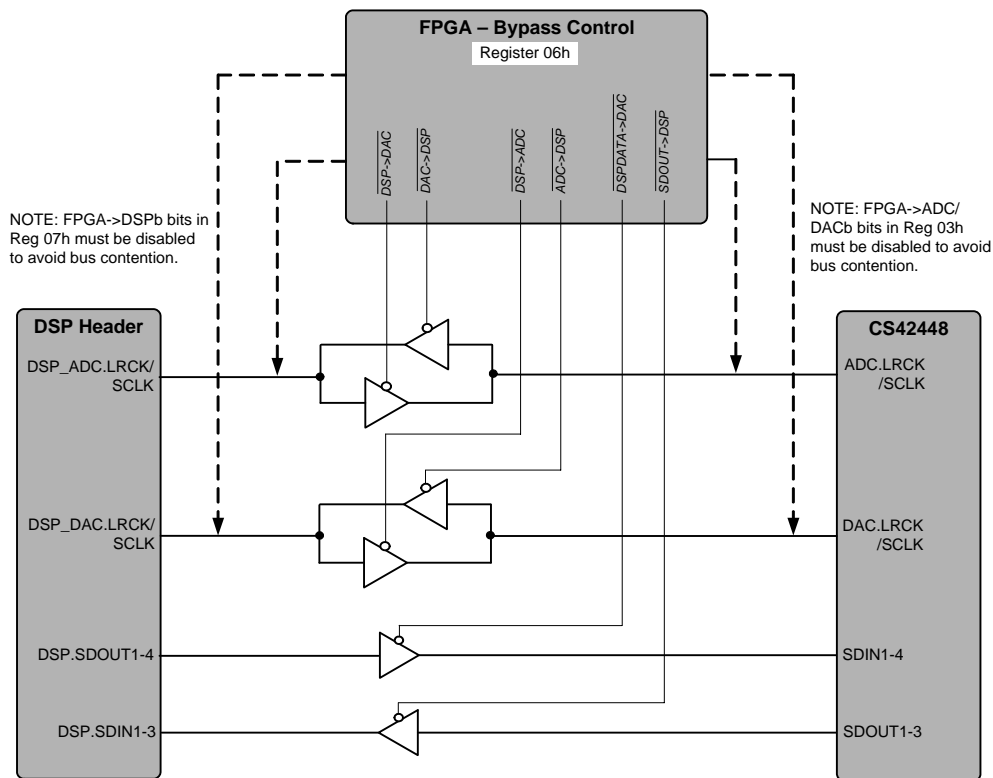 FPGA – Bypass Control
Register 06h
DSP->DAC
DAC->DSP
DSP->ADC
ADC->DSP
DSPDATA->DAC
SDOUT->DSP
NOTE: FPGA->DSPb bits in
Reg 07h must be disabled
to avoid bus contention.
NOTE: FPGA->ADC/
DACb bits in Reg 03h
must be disabled to avoid
bus contention.
DSP Header
DSP_ADC.LRCK/
SCLK
DSP_DAC.LRCK/
SCLK
DSP.SDOUT1-4
DSP.SDIN1-3
CS42448
ADC.LRCK
/SCLK
DAC.LRCK
/SCLK
SDIN1-4
SDOUT1-3